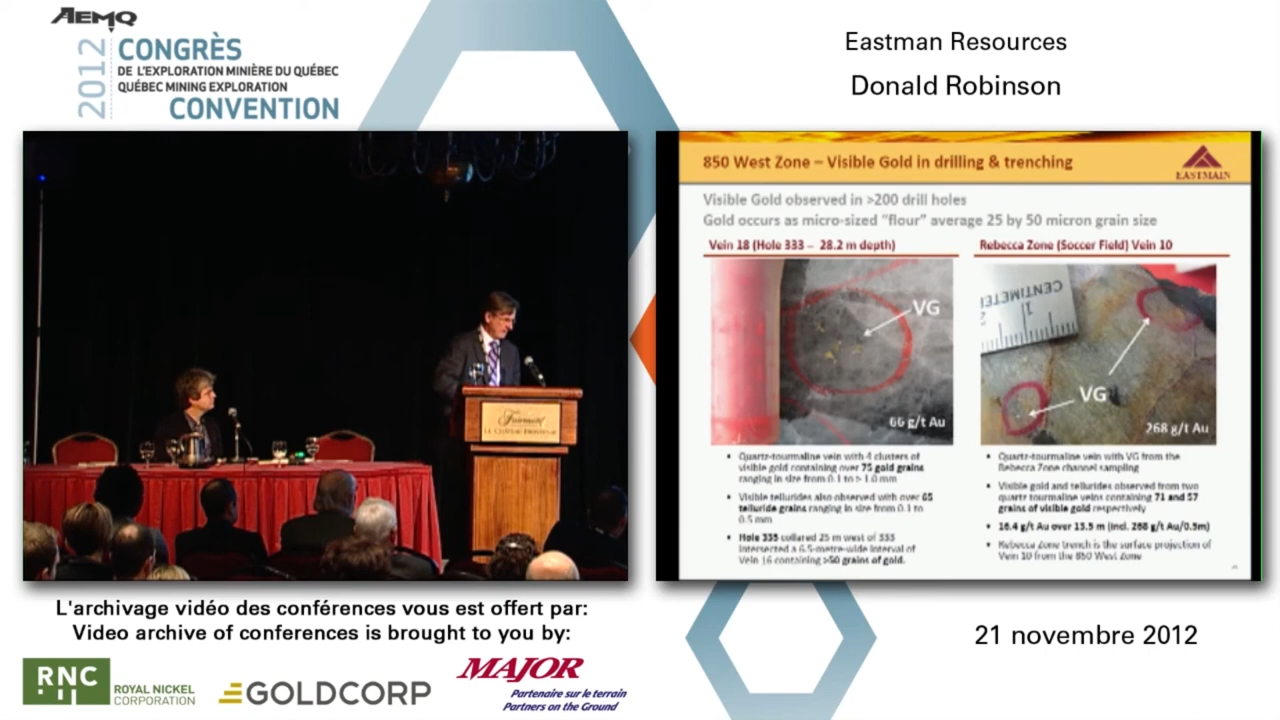 AEMQ
2012
CONGRÈS
DE L'EXPLORATION MINIÈRE DU QUÉBEC
QUÉBEC MINING EXPLORATION
CONVENTION
Eastman Resources
Donald Robinson
Fairmont
LE CHÂTEAU FRONTENAC
850 West Zone – Visible Gold in drilling & trenching
EASTMAIN
Visible Gold observed in >200 drill holes
Gold occurs as micro-sized "flour" average 25 by 50 micron grain size
Vein 18 (Hole 333 – 28.2 m depth)
VG
66 g/t Au
• Quartz-tourmaline vein with 4 clusters of
visible gold containing over 75 gold grains
ranging in size from 0.1 to > 1.0 mm
• Visible tellurides also observed with over 65
telluride grains ranging in size from 0.1 to
0.5 mm
• Hole 335 collared 25 m west of 333
intersected a 6.5-metre-wide interval of
Vein 16 containing >50 grains of gold.
Rebecca Zone (Soccer Field) Vein 10
CENTIMETER
1
VG
268 g/t Au
• Quartz-tourmaline vein with VG from the
Rebecca Zone channel sampling
• Visible gold and tellurides observed from two
quartz tourmaline veins containing 71 and 57
grains of visible gold respectively
• 16.4 g/t Au over 13.5 m (incl. 268 g/t Au/0.5m)
• Rebecca Zone trench is the surface projection of
Vein 10 from the 850 West Zone
L'archivage vidéo des conférences vous est offert par:
Video archive of conferences is brought to you by:
RNC
ROYAL NICKEL
CORPORATION
GOLDCORP
MAJOR
Partenaire sur le terrain
Partners on the Ground
21 novembre 2012